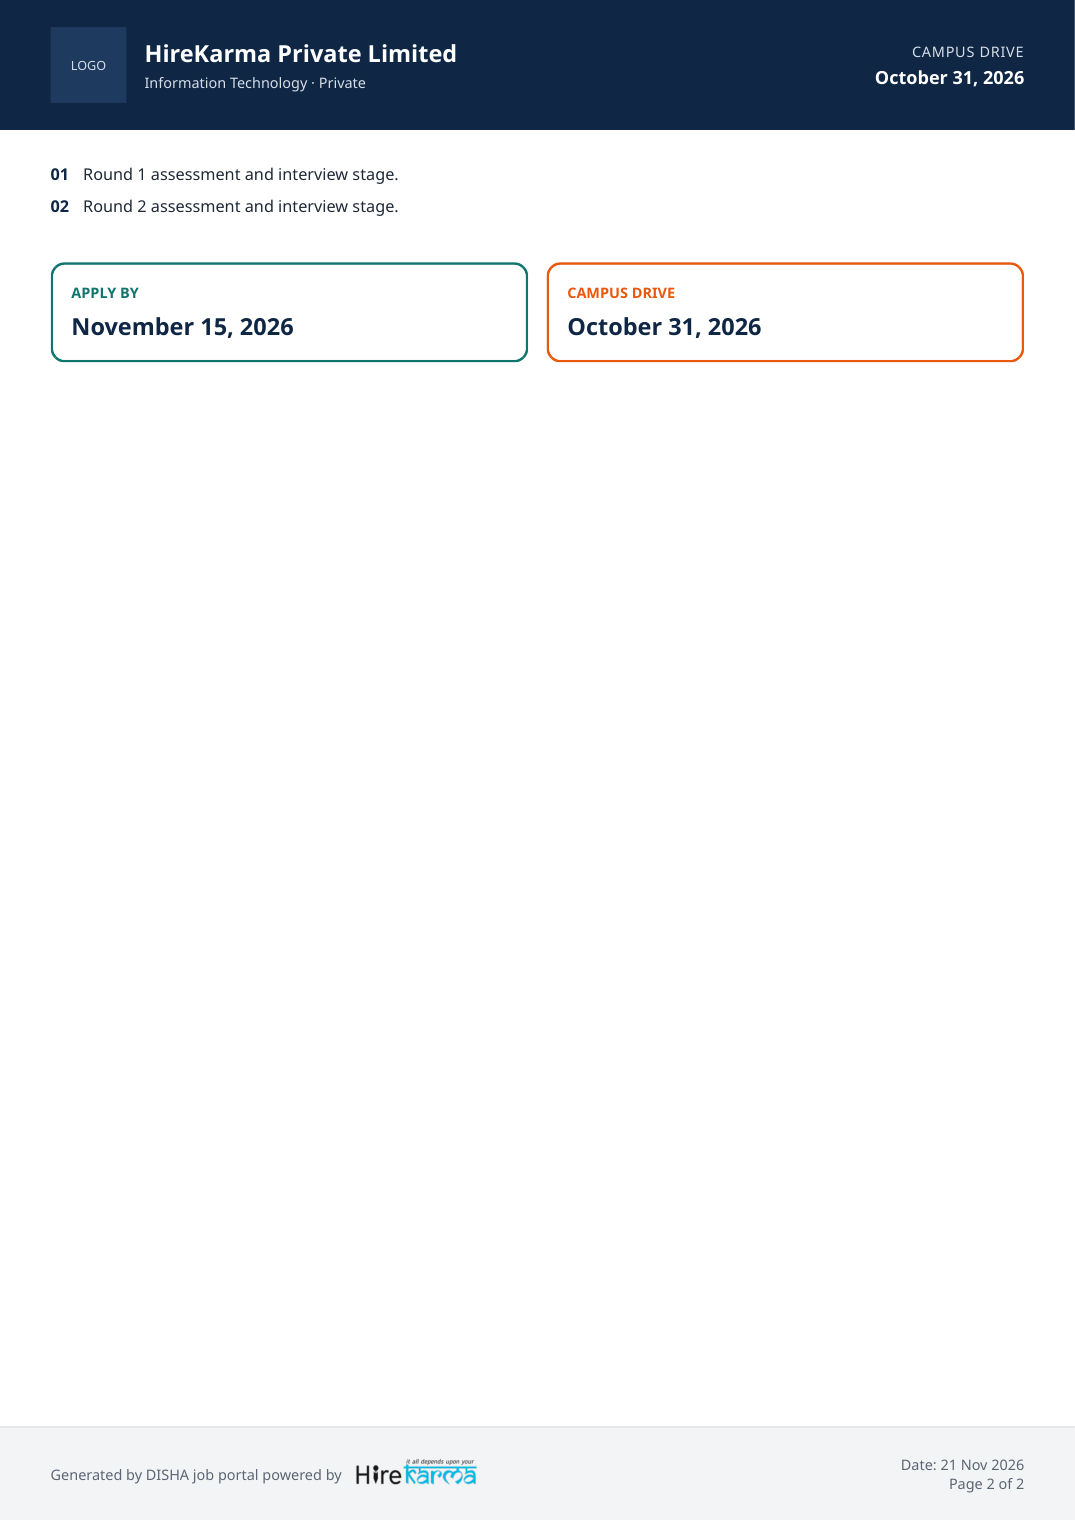 LOGO
HireKarma Private Limited
Information Technology · Private
CAMPUS DRIVE
October 31, 2026
01 Round 1 assessment and interview stage.
02 Round 2 assessment and interview stage.
APPLY BY
November 15, 2026
CAMPUS DRIVE
October 31, 2026
Generated by DISHA job portal powered by
it all depends upon your
Hire karma
Date: 21 Nov 2026
Page 2 of 2